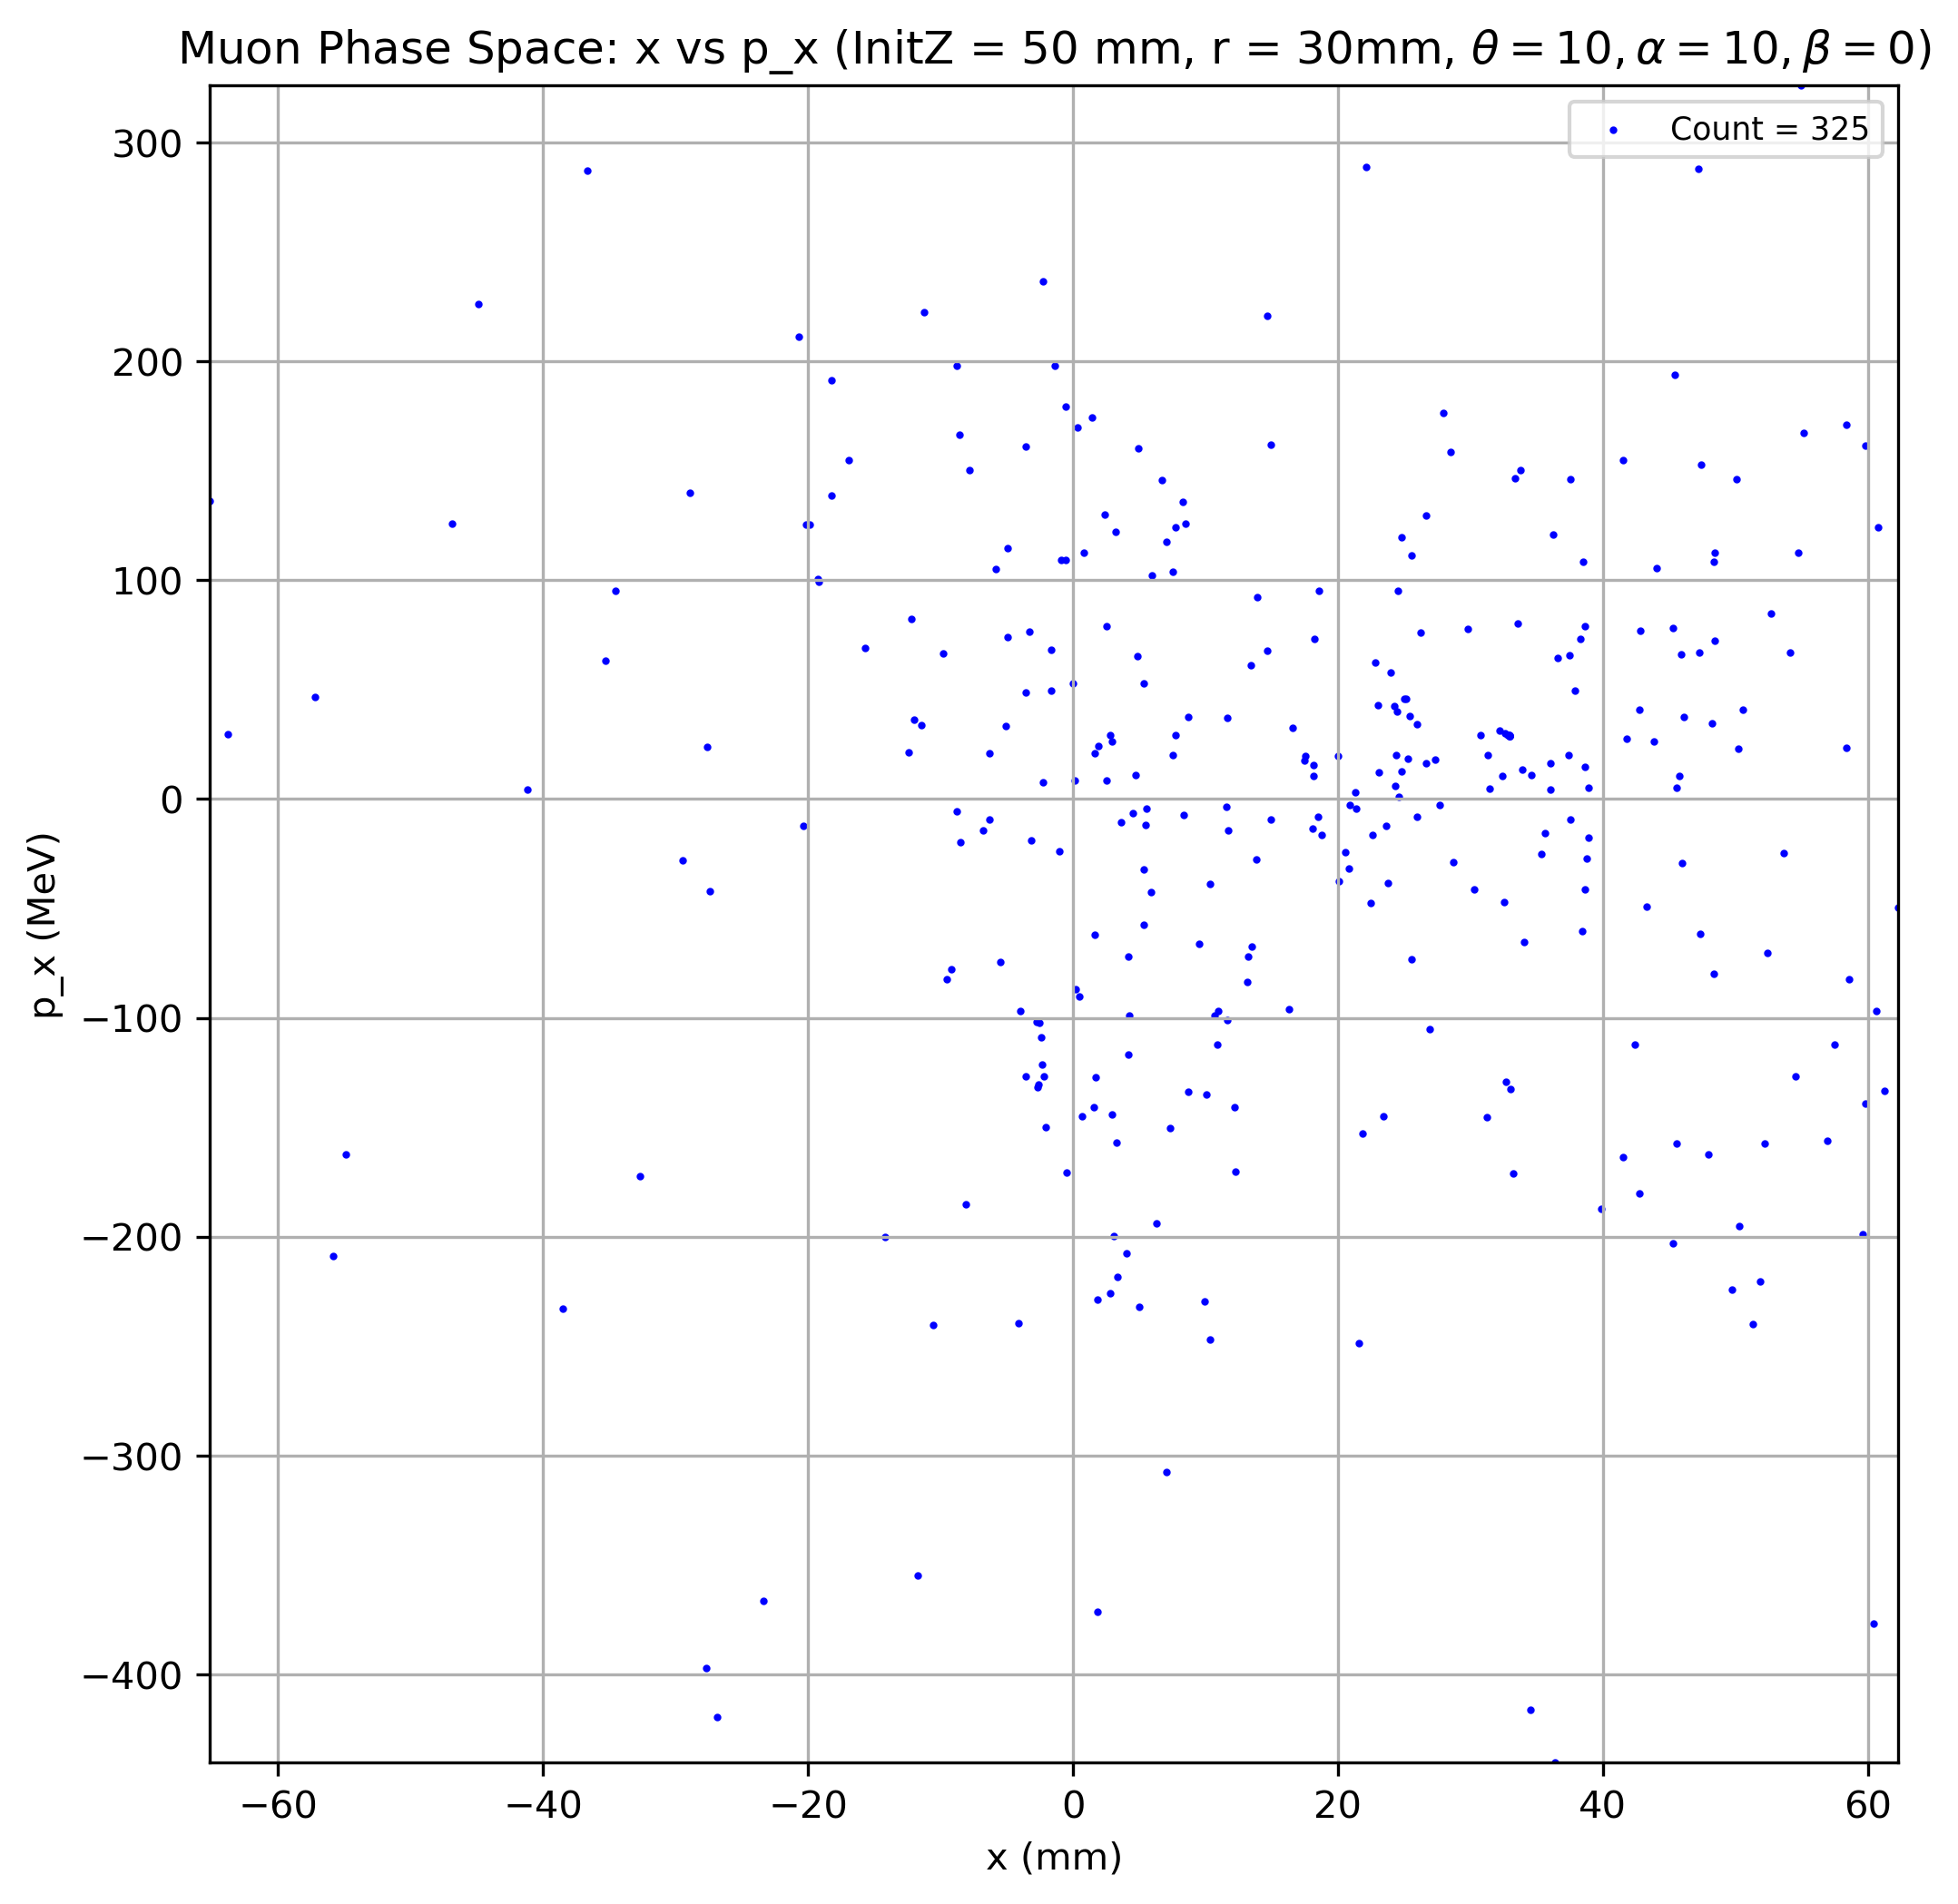 Muon Phase Space: x vs p_x (InitZ = 50 mm, r = 30mm, θ = 10, α = 10, β = 0)
Count = 325
300
200
100
0
−100
−200
−300
−400
p_x (MeV)
−60 −40 −20 0 20 40 60
x (mm)